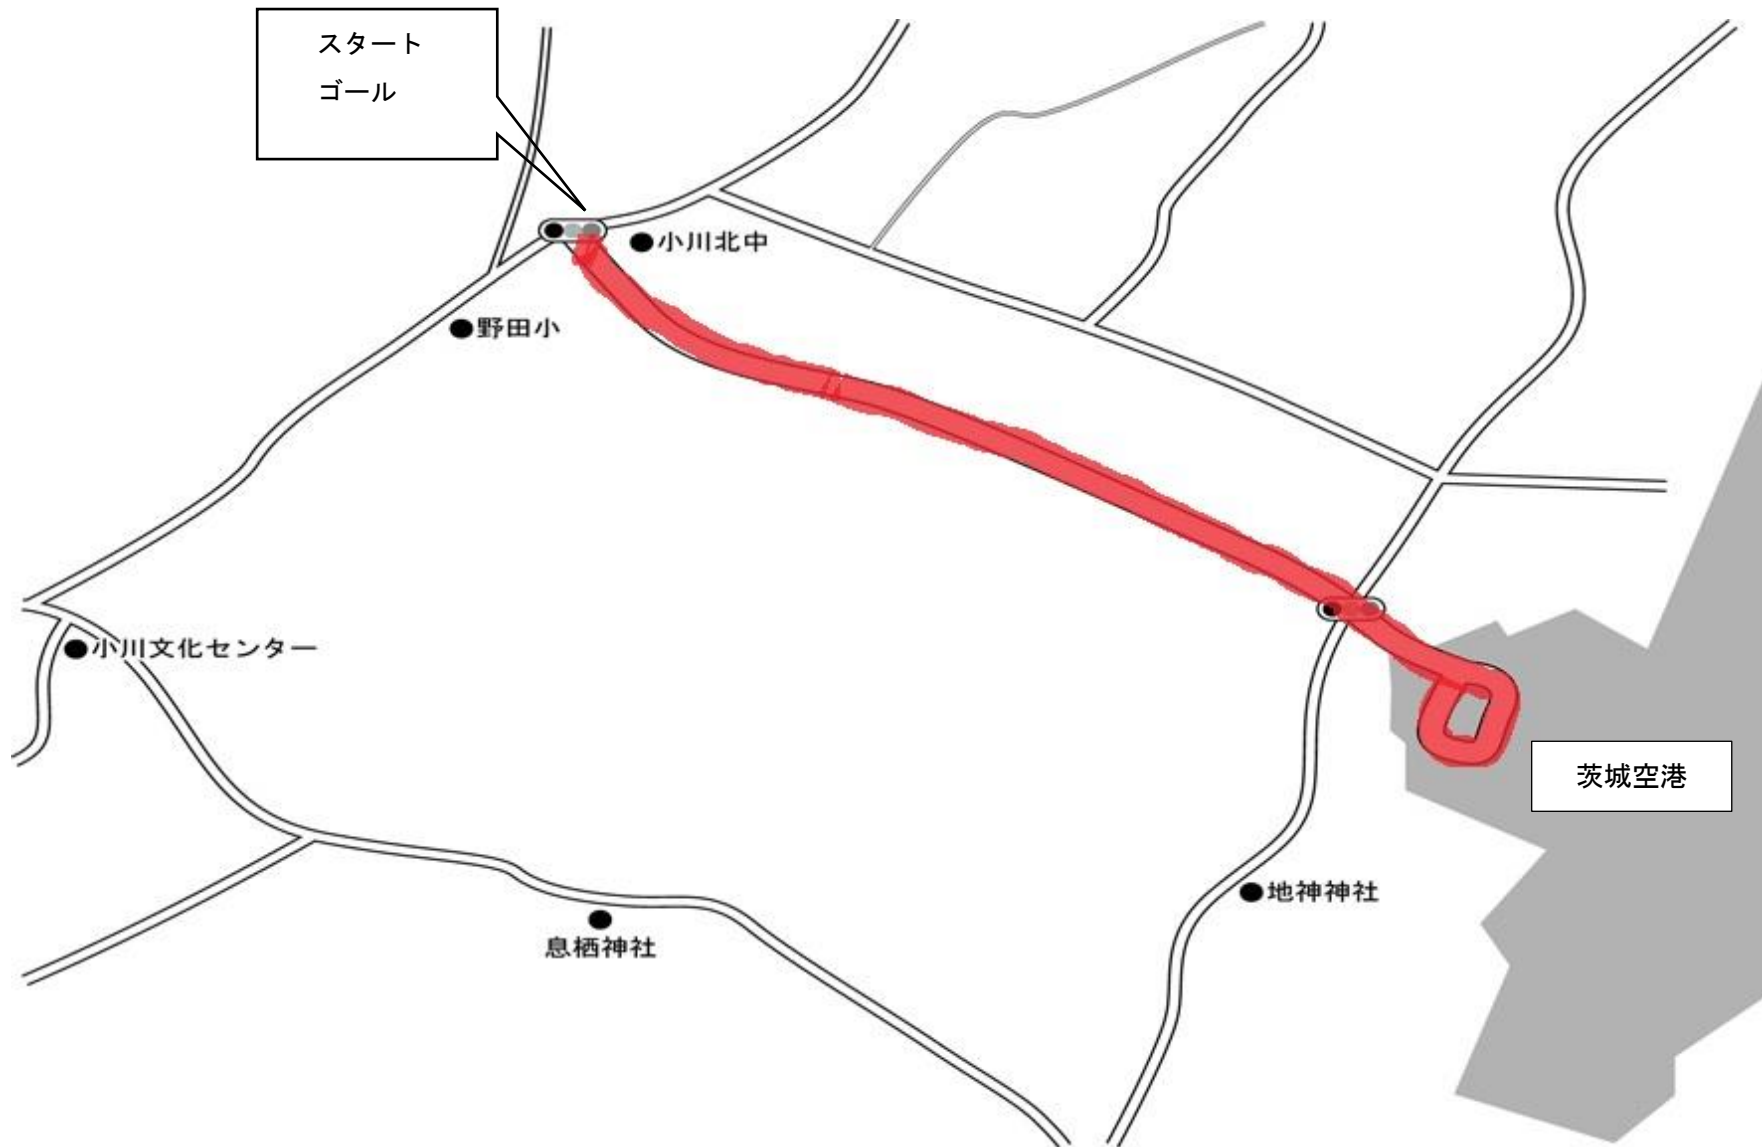 スタート
ゴール
小川北中
野田小
小川文化センター
茨城空港
地神神社
息栖神社